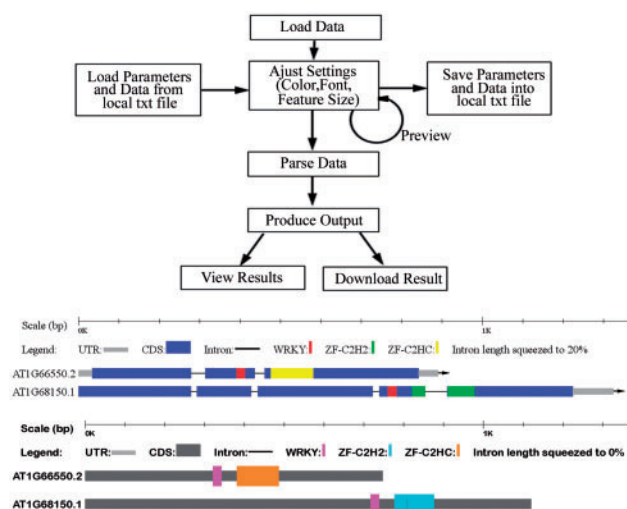 Load Data
Load Parameters
and Data from
local txt file
Ajust Settings
(Color,Font,
Feature Size)
Save Parameters
and Data into
local txt file
Preview
Parse Data
Produce Output
View Results
Download Result
Scale (bp)
0K
1K
Legend: UTR: CDS: Intron: WRKY: ZF-C2H2: ZF-C2HC: Intron length squeezed to 20%
AT1G66550.2
AT1G68150.1
Scale (bp)
0K
1K
Legend: UTR: CDS: Intron: WRKY: ZF-C2H2: ZF-C2HC: Intron length squeezed to 0%
AT1G66550.2
AT1G68150.1